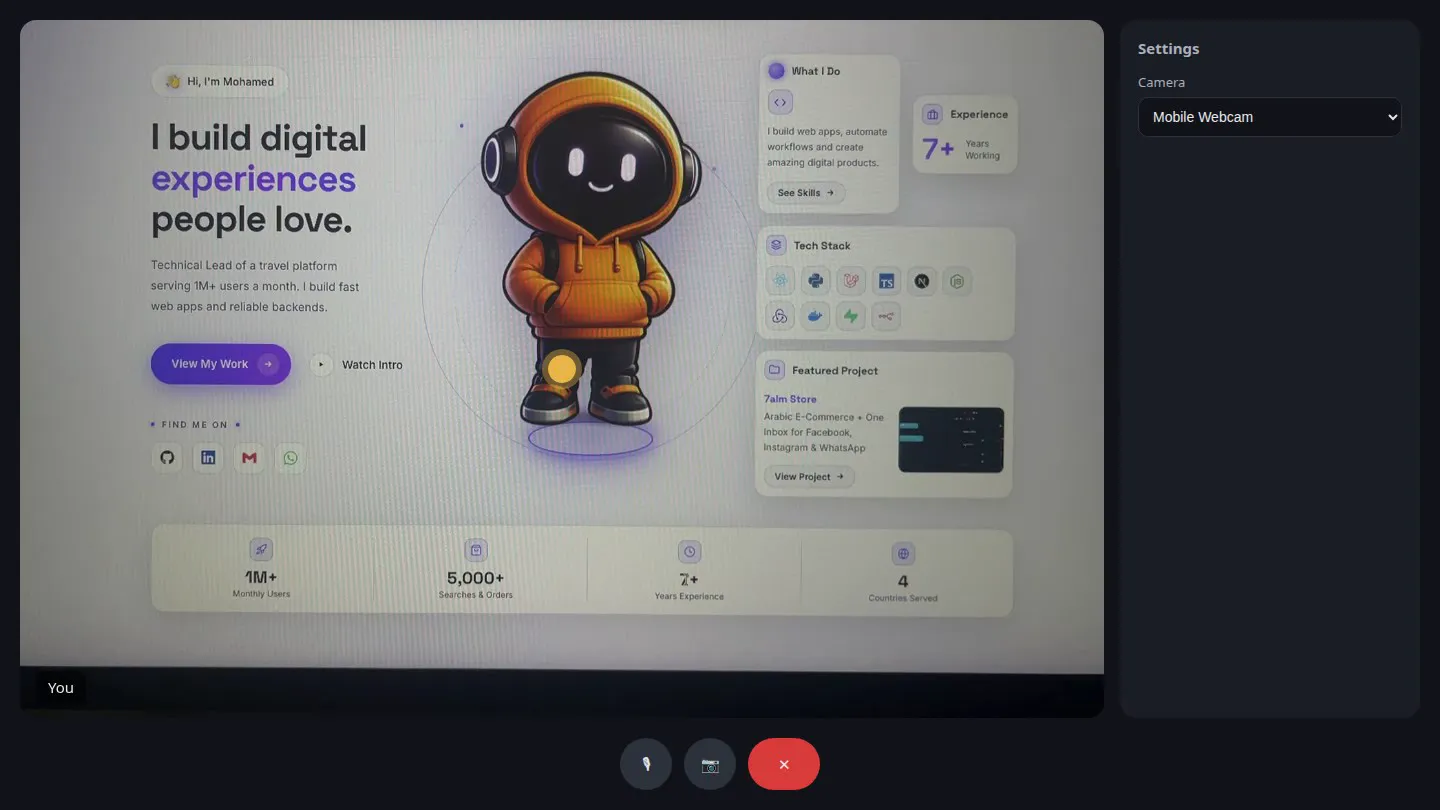 Hi, I'm Mohamed
I build digital
experiences
people love.
Technical Lead of a travel platform
serving 1M+ users a month. I build fast
web apps and reliable backends.
View My Work
Watch Intro
FIND ME ON
What I Do
I build web apps, automate
workflows and create
amazing digital products.
See Skills
Experience
7+
Years
Working
Tech Stack
TS
N
JS
Featured Project
7alm Store
Arabic E-Commerce + One
Inbox for Facebook,
Instagram & WhatsApp
View Project
1M+
Monthly Users
5,000+
Searches & Orders
7+
Years Experience
4
Countries Served
You
Settings
Camera
Mobile Webcam